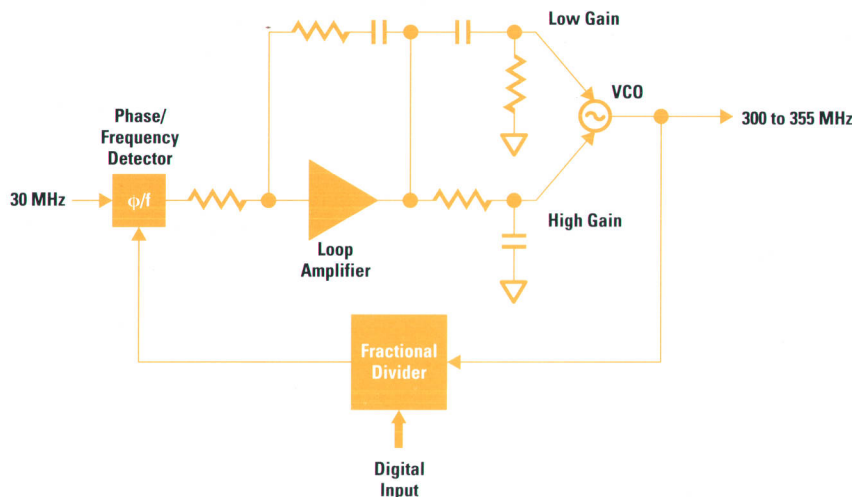 Low Gain
VCO
Phase/
Frequency
Detector
300 to 355 MHz
30 MHz
φ/f
High Gain
Loop
Amplifier
Fractional
Divider
Digital
Input